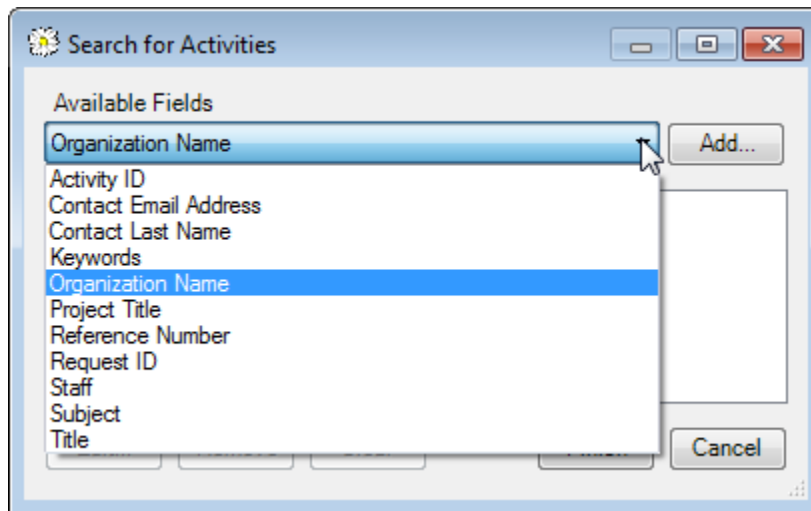 Search for Activities
Available Fields
Organization Name
Add...
Activity ID
Contact Email Address
Contact Last Name
Keywords
Organization Name
Project Title
Reference Number
Request ID
Staff
Subject
Title
Cancel